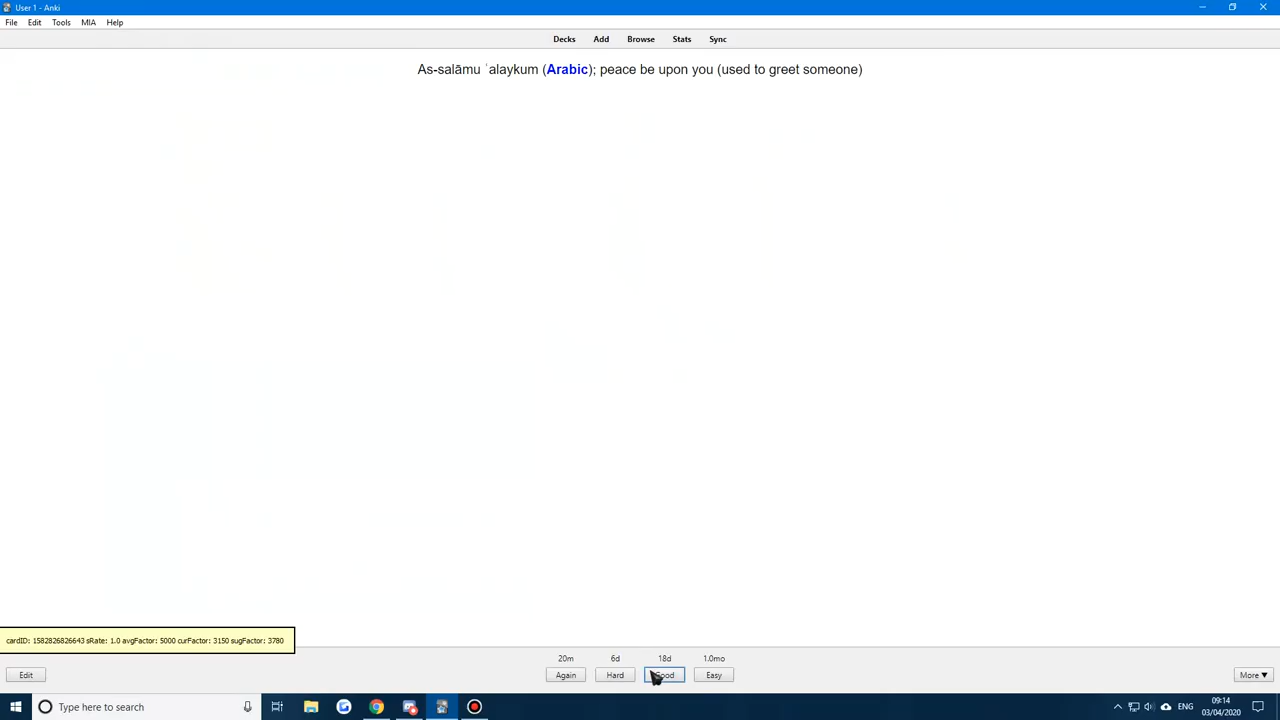 User 1 - Anki
File Edit Tools MIA Help
Decks Add Browse Stats Sync
As-salāmu ʿalaykum (Arabic); peace be upon you (used to greet someone)
cardID: 1582826826643 sRate: 1.0 avgFactor: 5000 curFactor: 3150 sugFactor: 3780
20m 6d 18d 1.0mo
Edit Again Hard Good Easy More ▼
Type here to search
ENG
09:14
03/04/2020